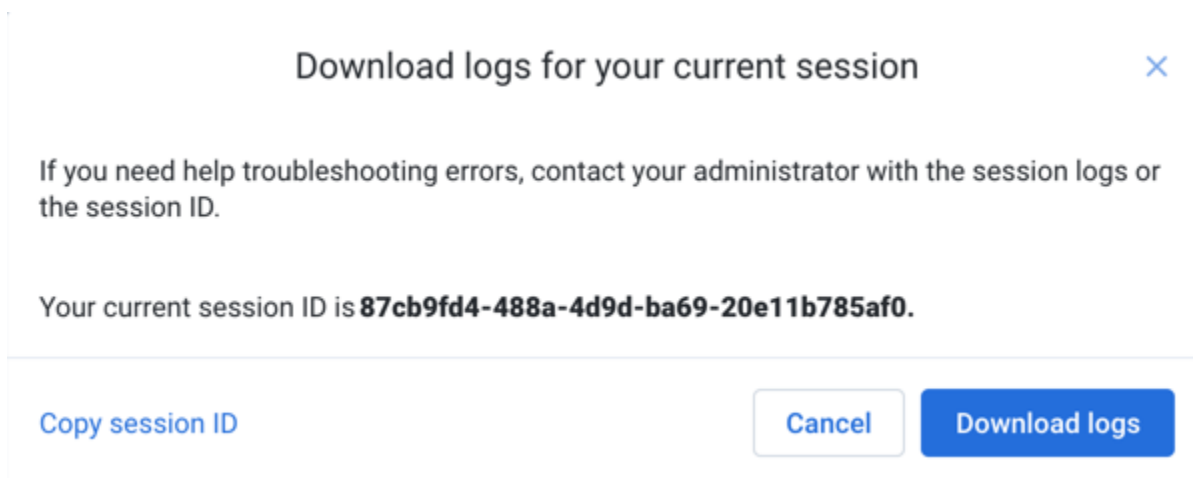 Download logs for your current session
If you need help troubleshooting errors, contact your administrator with the session logs or
the session ID.
Your current session ID is 87cb9fd4-488a-4d9d-ba69-20e11b785af0.
Copy session ID
Cancel
Download logs